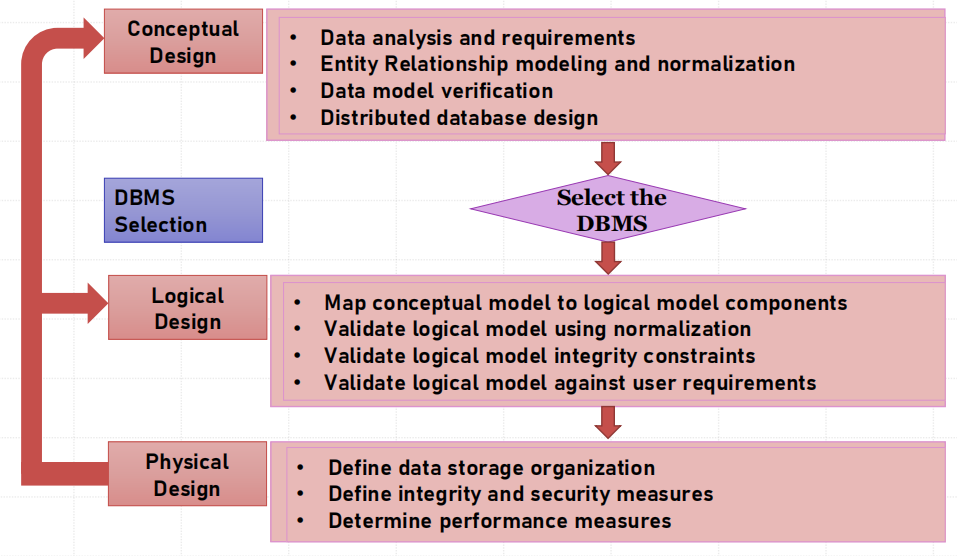 Conceptual
Design
• Data analysis and requirements
• Entity Relationship modeling and normalization
• Data model verification
• Distributed database design
DBMS
Selection
Select the
DBMS
Logical
Design
• Map conceptual model to logical model components
• Validate logical model using normalization
• Validate logical model integrity constraints
• Validate logical model against user requirements
Physical
Design
• Define data storage organization
• Define integrity and security measures
• Determine performance measures